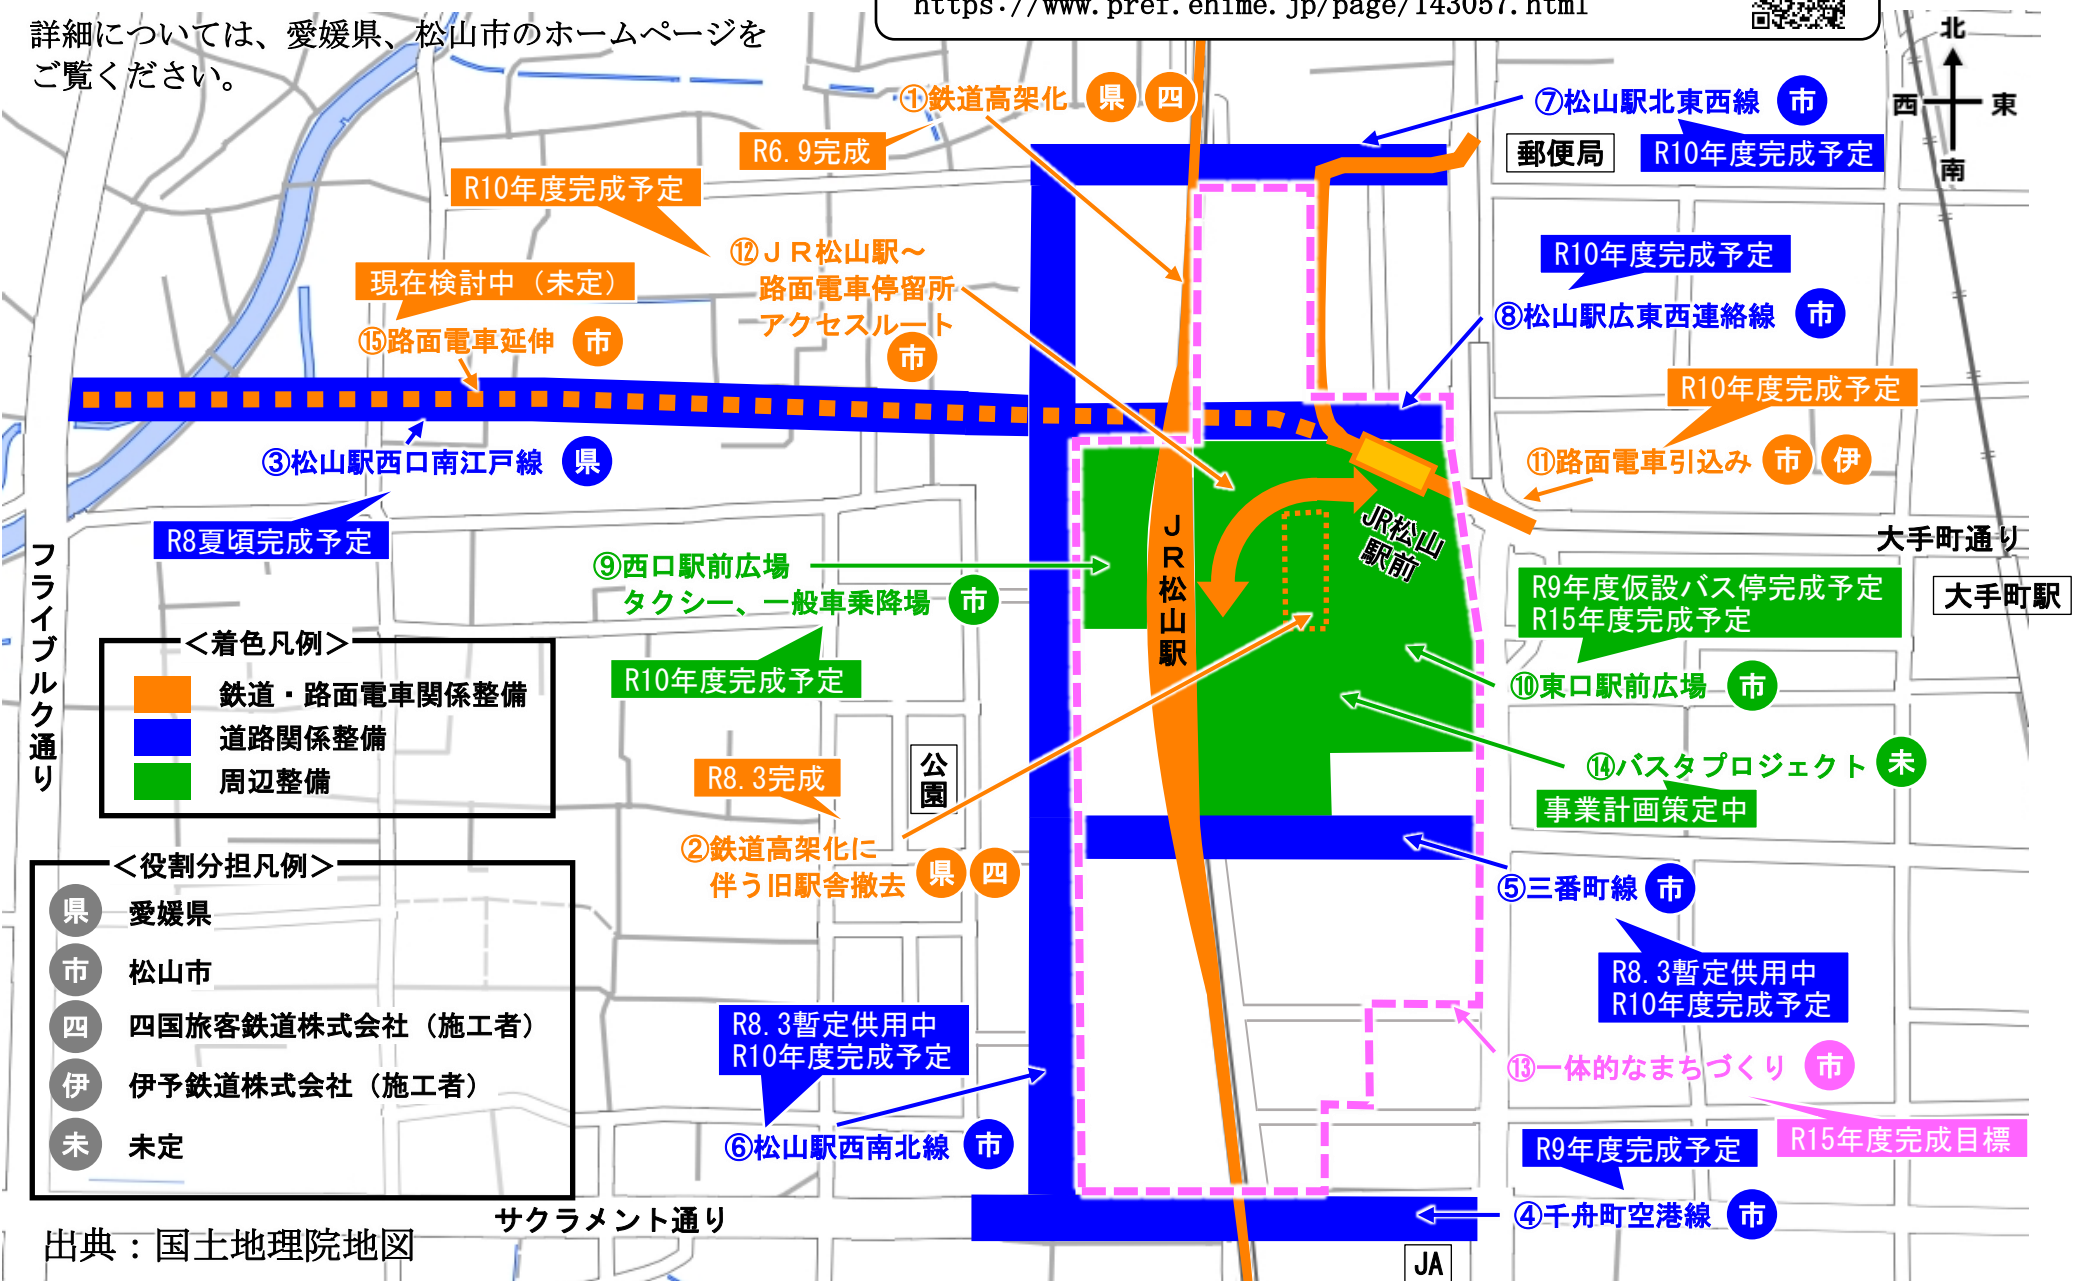 詳細については、愛媛県、松山市のホームページを
ご覧ください。
https://www.pref.ehime.jp/page/143057.html
北
西
東
南
①鉄道高架化 県 四
R6.9完成
⑦松山駅北東西線 市
R10年度完成予定
郵便局
R10年度完成予定
⑫JR松山駅～
路面電車停留所
アクセスルート
市
現在検討中（未定）
⑮路面電車延伸 市
R10年度完成予定
⑧松山駅広東西連絡線 市
R10年度完成予定
⑪路面電車引込み 市 伊
③松山駅西口南江戸線 県
R8夏頃完成予定
大手町通り
大手町駅
フライブルク通り
JR松山駅
JR松山
駅前
⑨西口駅前広場
タクシー、一般車乗降場 市
R10年度完成予定
R9年度仮設バス停完成予定
R15年度完成予定
⑩東口駅前広場 市
⑭バスタプロジェクト 未
事業計画策定中
＜着色凡例＞
鉄道・路面電車関係整備
道路関係整備
周辺整備
公園
R8.3完成
②鉄道高架化に
伴う旧駅舎撤去 県 四
⑤三番町線 市
R8.3暫定供用中
R10年度完成予定
＜役割分担凡例＞
県 愛媛県
市 松山市
四 四国旅客鉄道株式会社（施工者）
伊 伊予鉄道株式会社（施工者）
未 未定
R8.3暫定供用中
R10年度完成予定
⑥松山駅西南北線 市
⑬一体的なまちづくり 市
R15年度完成目標
R9年度完成予定
④千舟町空港線 市
サクラメント通り
JA
出典：国土地理院地図